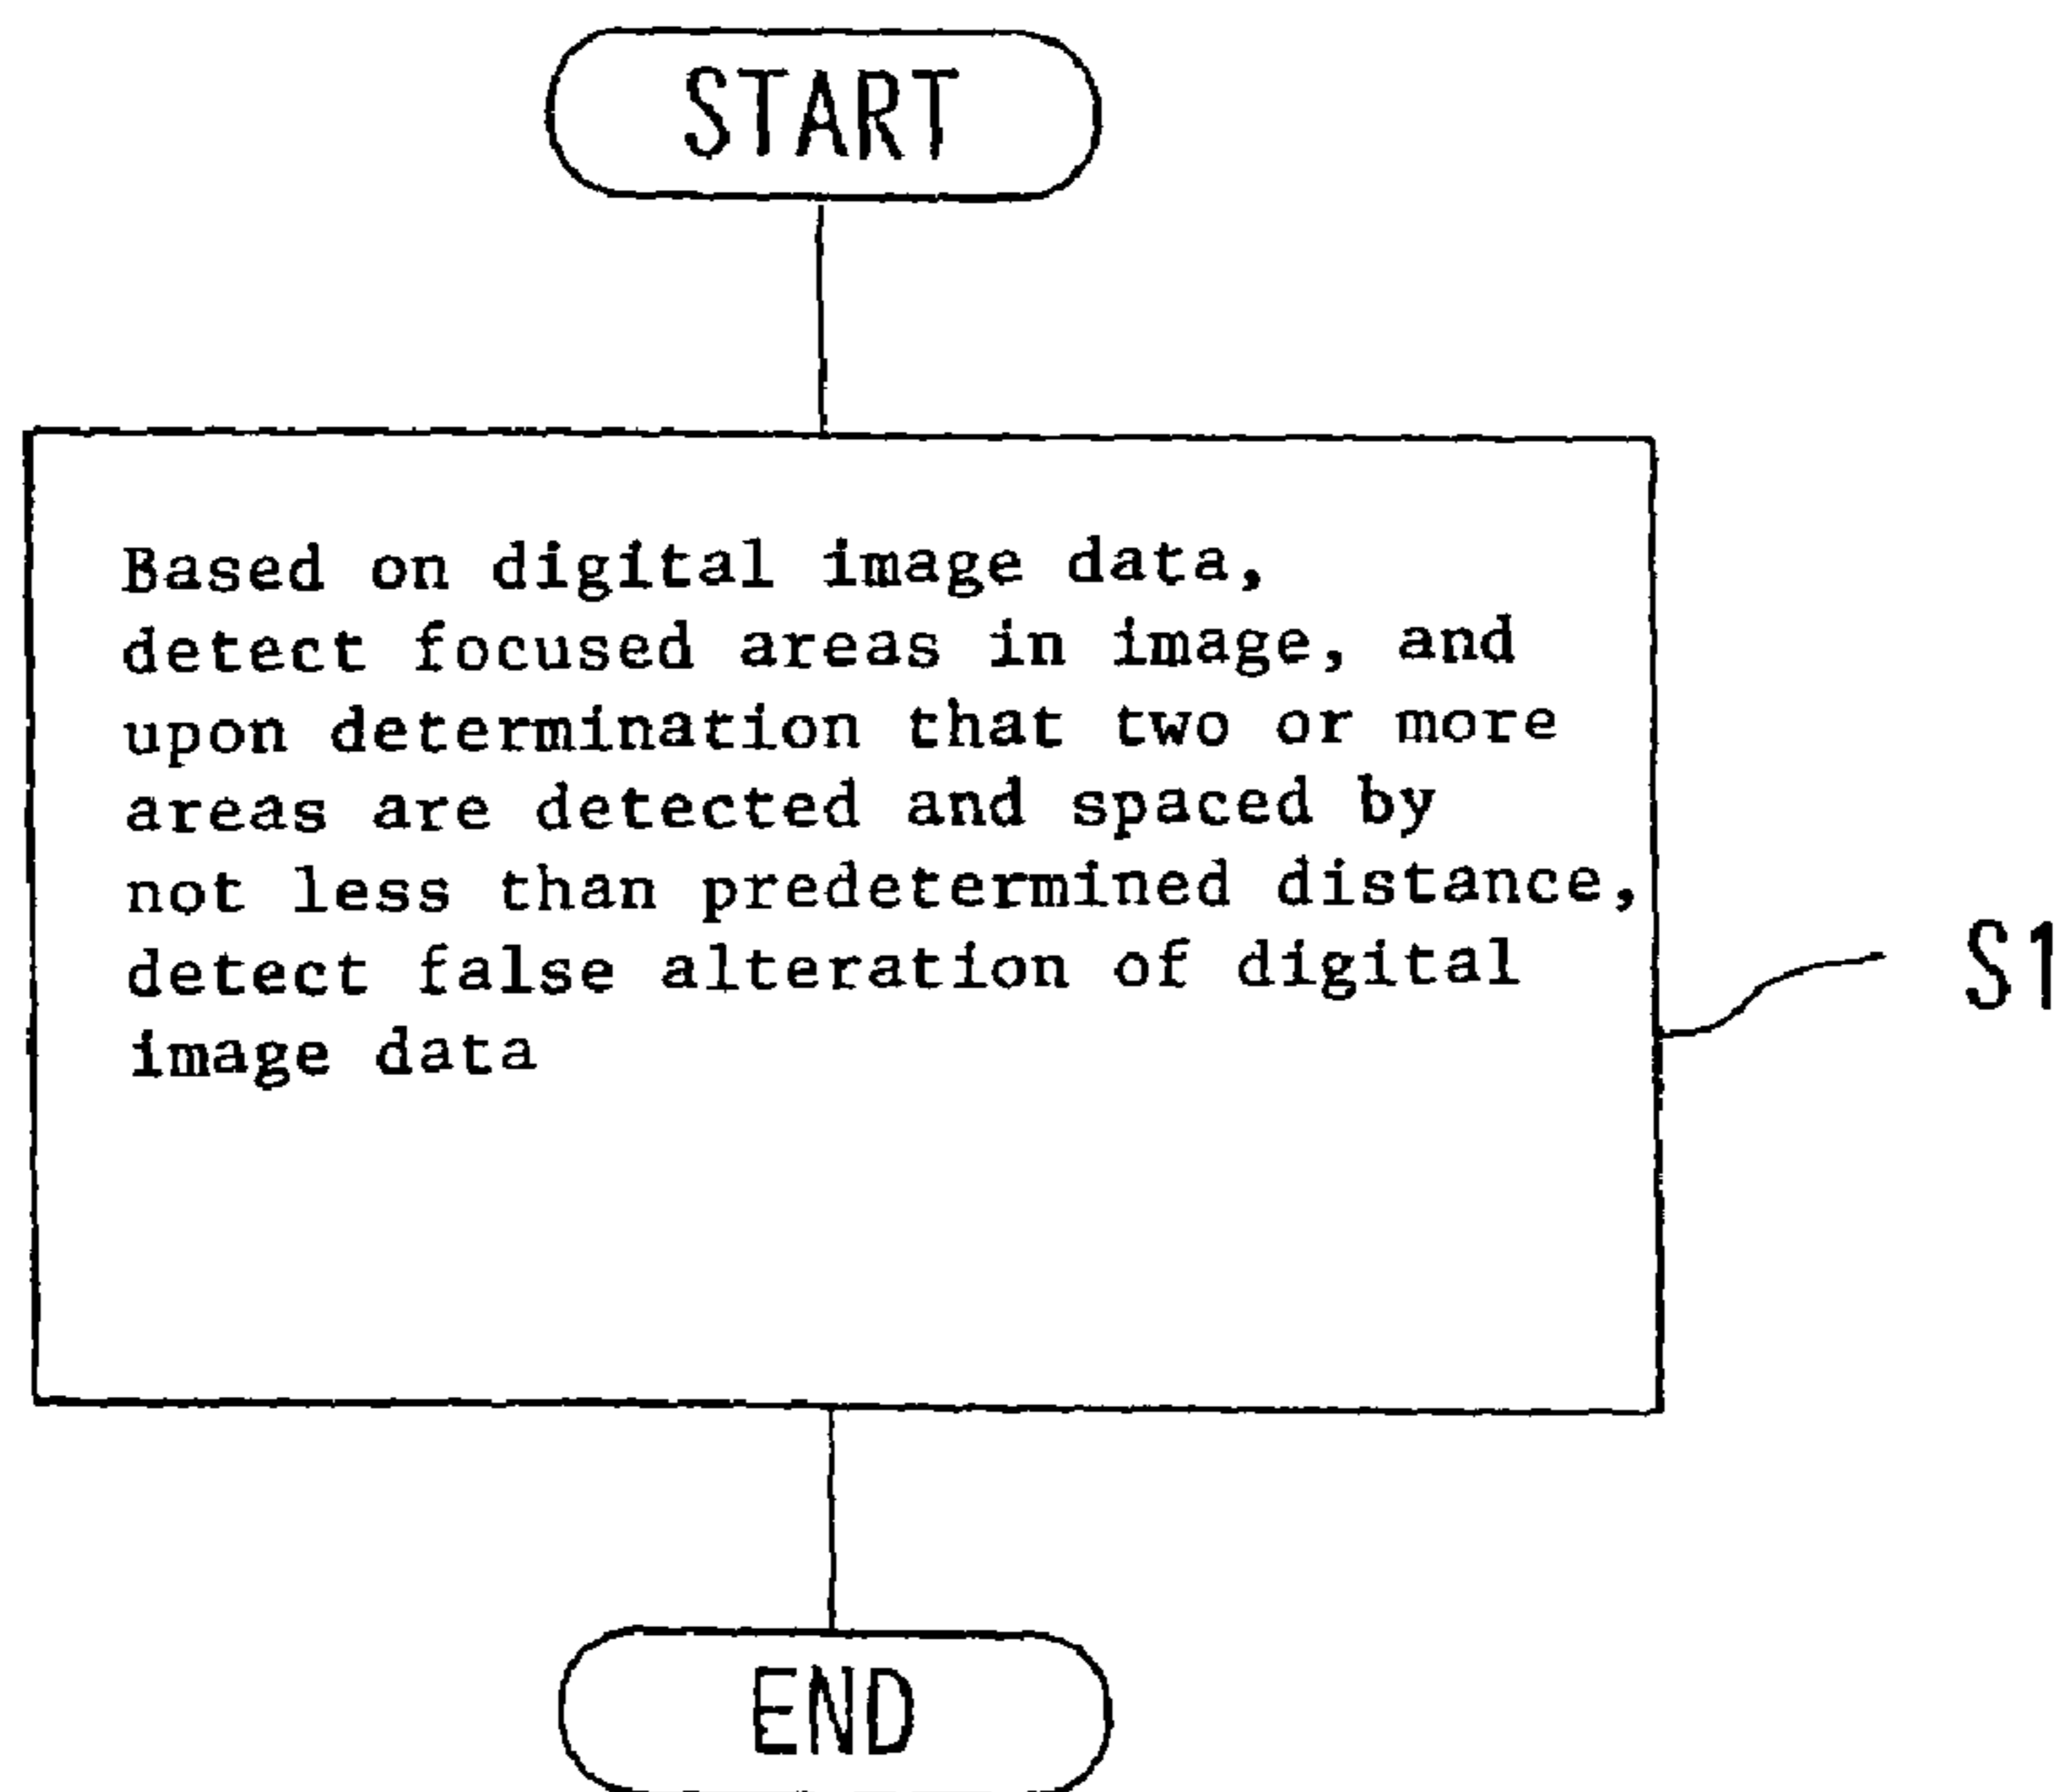 START
Based on digital image data,
detect focused areas in image, and
upon determination that two or more
areas are detected and spaced by
not less than predetermined distance,
detect false alteration of digital
image data
S1
END